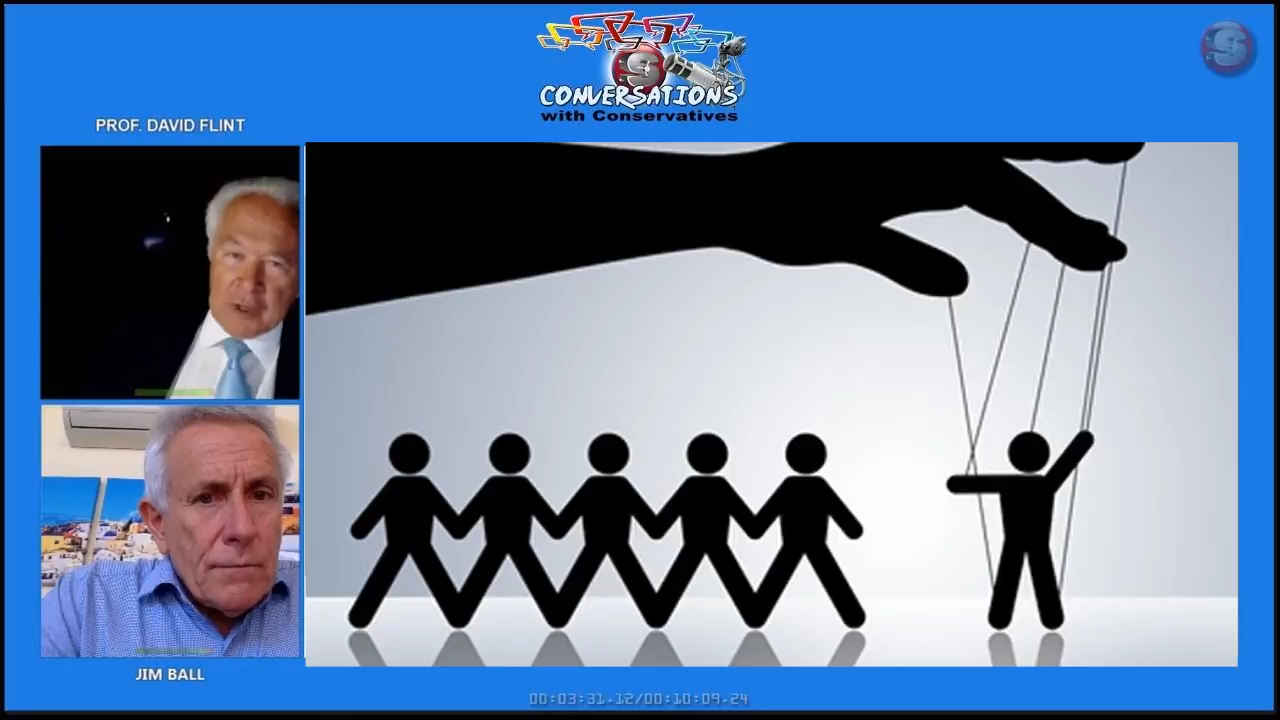 CONVERSATIONS
with Conservatives
S
PROF. DAVID FLINT
JIM BALL
00:03:31.12/00:10:09.24